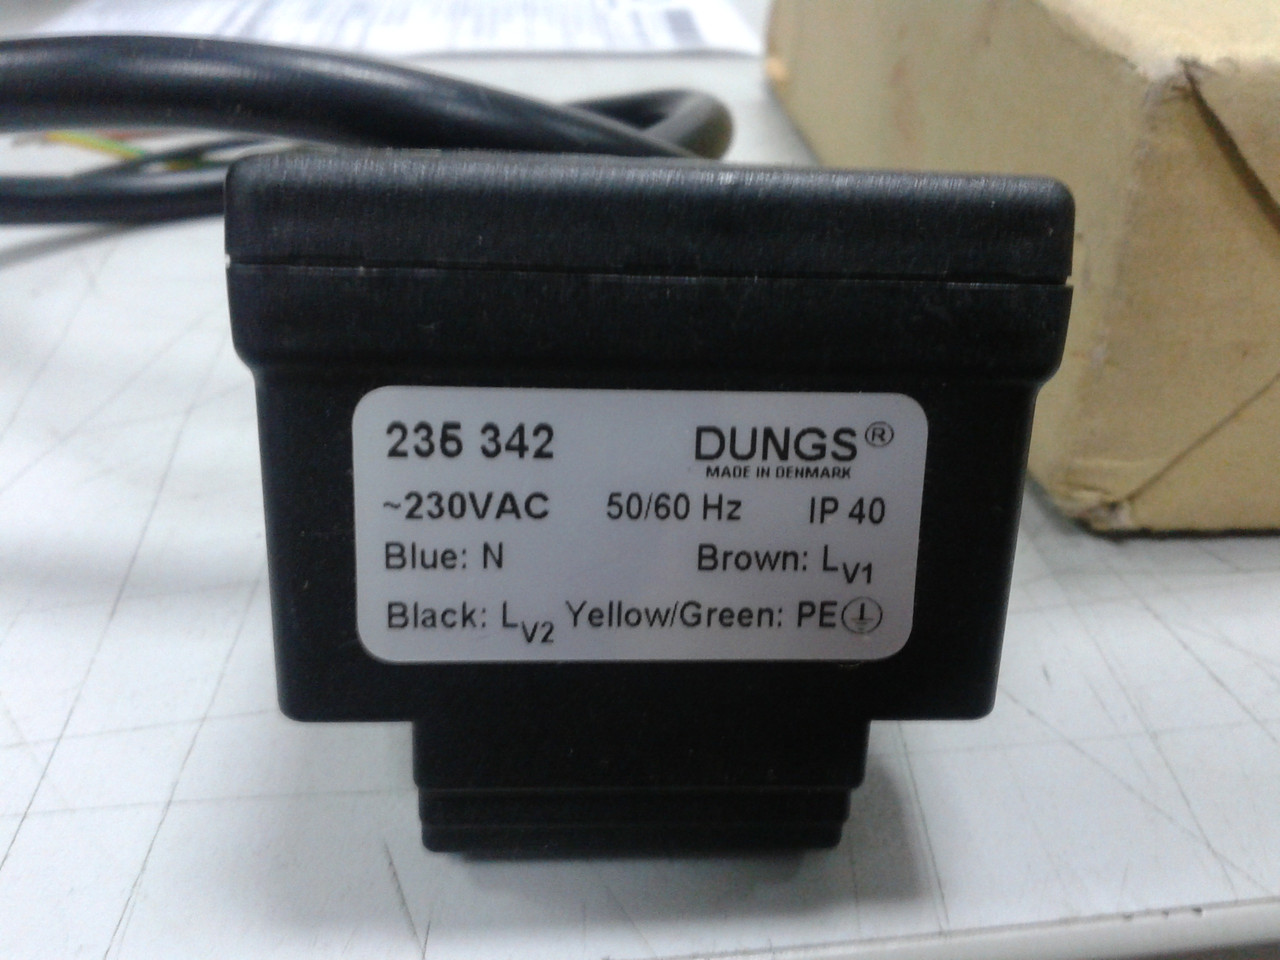 235 342 DUNGS®
MADE IN DENMARK
~230VAC 50/60 Hz IP 40
Blue: N Brown: LV1
Black: LV2 Yellow/Green: PE